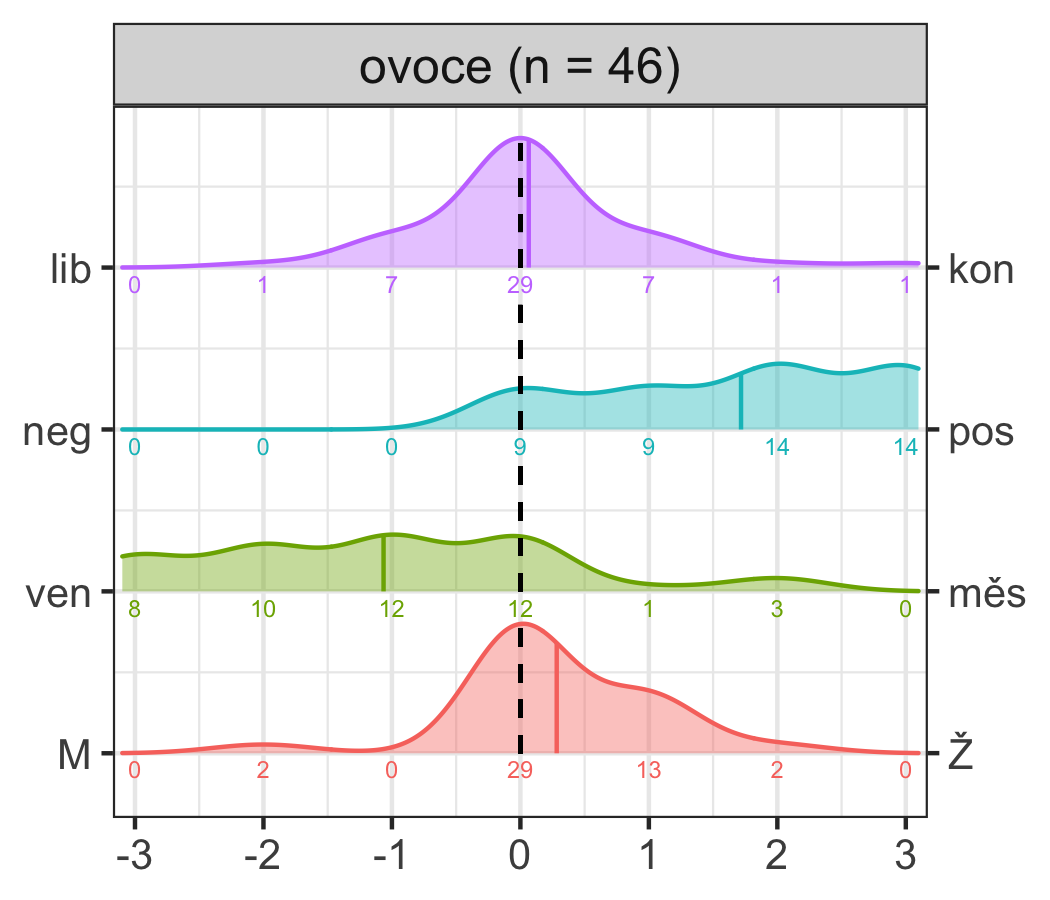 ovoce (n = 46)
lib kon
0 1 7 29 7 1 1
neg pos
0 0 0 9 9 14 14
ven měs
8 10 12 12 1 3 0
M Ž
0 2 0 29 13 2 0
-3 -2 -1 0 1 2 3